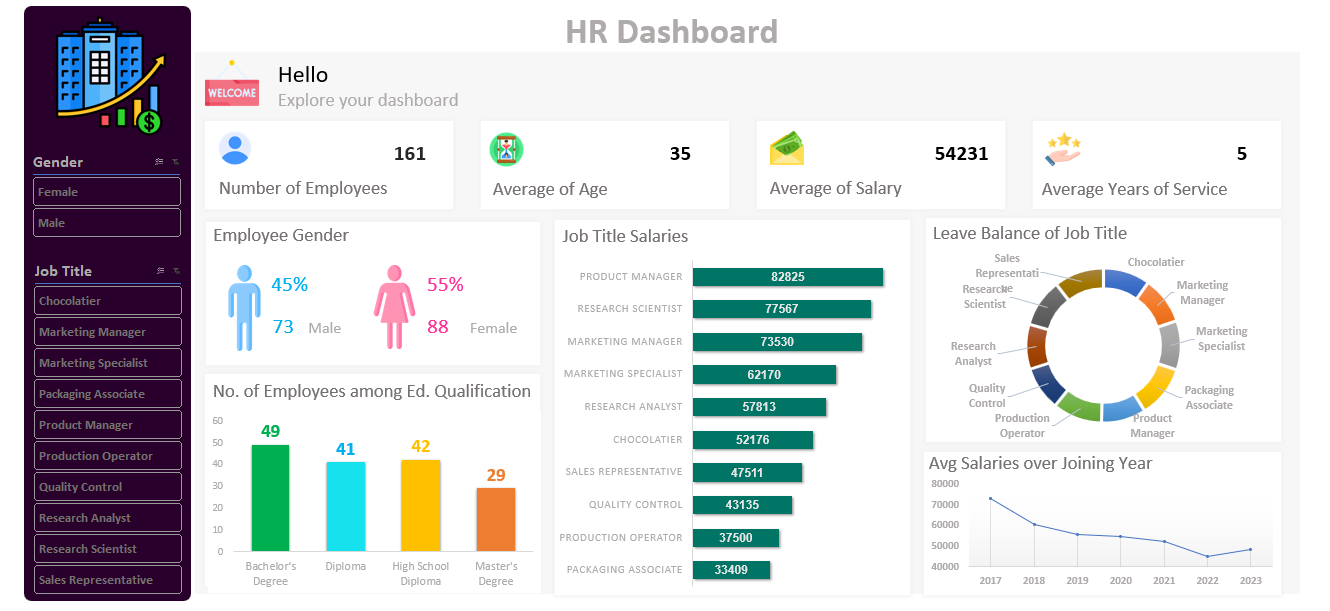 HR Dashboard
WELCOME
Hello
Explore your dashboard
Gender
Female
Male
Job Title
Chocolatier
Marketing Manager
Marketing Specialist
Packaging Associate
Product Manager
Production Operator
Quality Control
Research Analyst
Research Scientist
Sales Representative
161
Number of Employees
35
Average of Age
54231
Average of Salary
5
Average Years of Service
Employee Gender
45%
73 Male
55%
88 Female
No. of Employees among Ed. Qualification
60
50
40
30
20
10
0
49
41
42
29
Bachelor's
Degree
Diploma
High School
Diploma
Master's
Degree
Job Title Salaries
PRODUCT MANAGER 82825
RESEARCH SCIENTIST 77567
MARKETING MANAGER 73530
MARKETING SPECIALIST 62170
RESEARCH ANALYST 57813
CHOCOLATIER 52176
SALES REPRESENTATIVE 47511
QUALITY CONTROL 43135
PRODUCTION OPERATOR 37500
PACKAGING ASSOCIATE 33409
Leave Balance of Job Title
Chocolatier
Marketing
Manager
Marketing
Specialist
Packaging
Associate
Product
Manager
Production
Operator
Quality
Control
Research
Analyst
Research
Scientist
Sales
Representati
ve
Avg Salaries over Joining Year
80000
70000
60000
50000
40000
2017 2018 2019 2020 2021 2022 2023
$